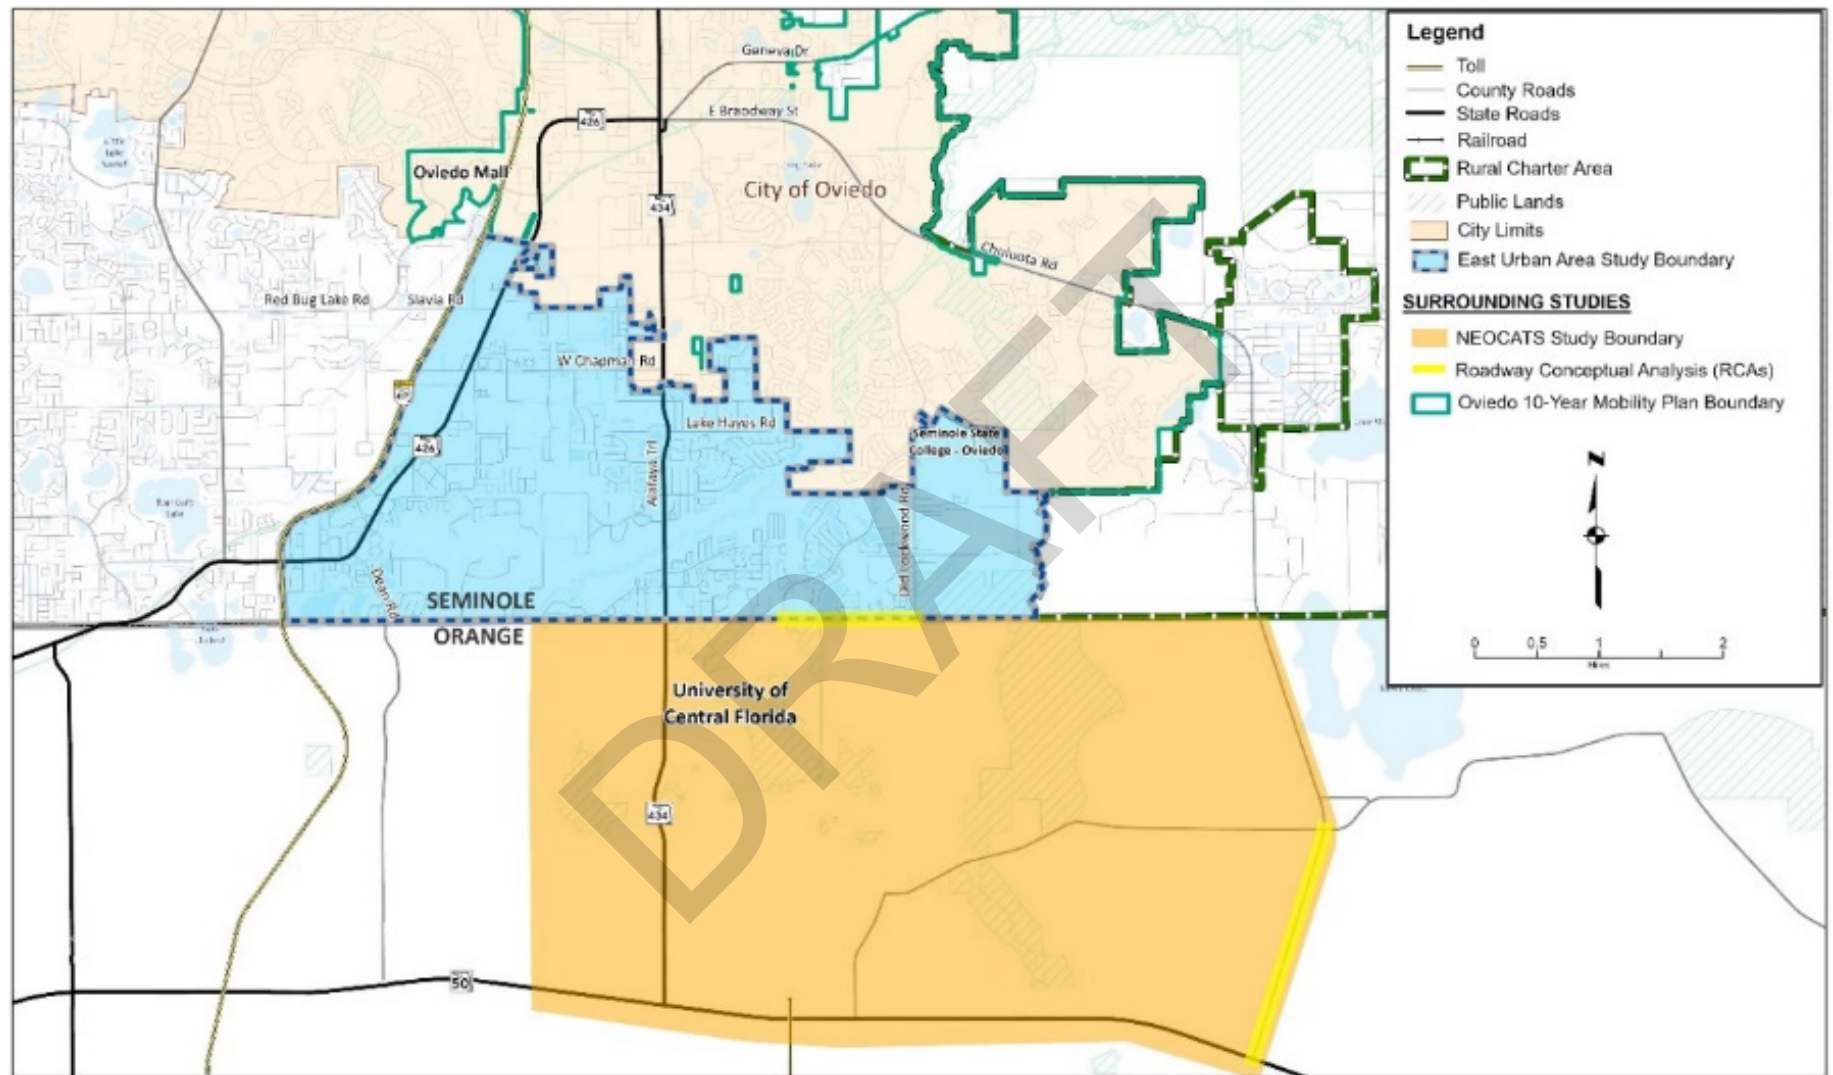 Geneva Dr
E Broadway St
426
Oviedo Mall
City of Oviedo
434
Chuluota Rd
Red Bug Lake Rd
Slavia Rd
W Chapman Rd
Lake Hayes Rd
Seminole State
College - Oviedo
426
Alafaya Trl
Old Lockwood Rd
Dean Rd
SEMINOLE
ORANGE
University of
Central Florida
434
50
DRAFT
Legend
Toll
County Roads
State Roads
Railroad
Rural Charter Area
Public Lands
City Limits
East Urban Area Study Boundary
SURROUNDING STUDIES
NEOCATS Study Boundary
Roadway Conceptual Analysis (RCAs)
Oviedo 10-Year Mobility Plan Boundary
N
0 0.5 1 2
Miles